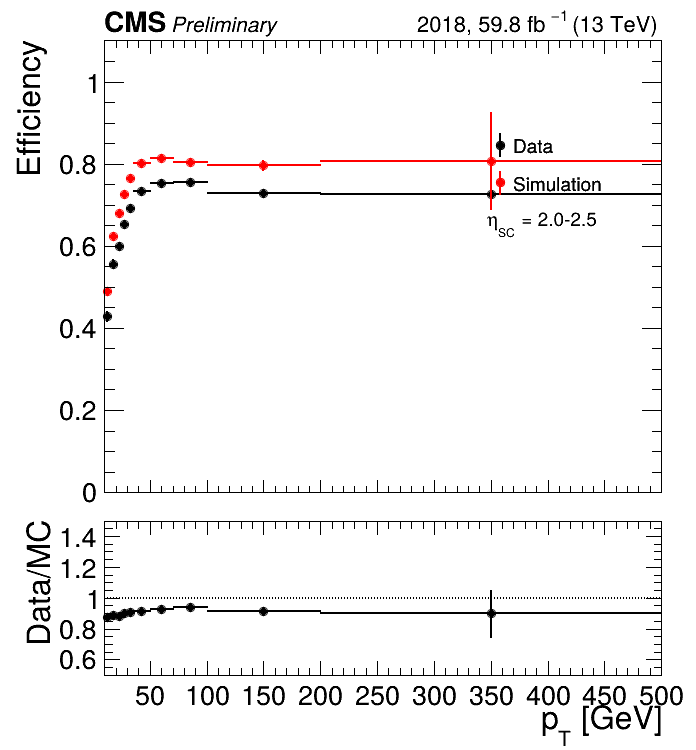 CMS Preliminary 2018, 59.8 fb⁻¹ (13 TeV)
Efficiency
1
0.8
0.6
0.4
0.2
0
Data
Simulation
η_SC = 2.0-2.5
Data/MC
1.4
1.2
1
0.8
0.6
50 100 150 200 250 300 350 400 450 500
p_T [GeV]